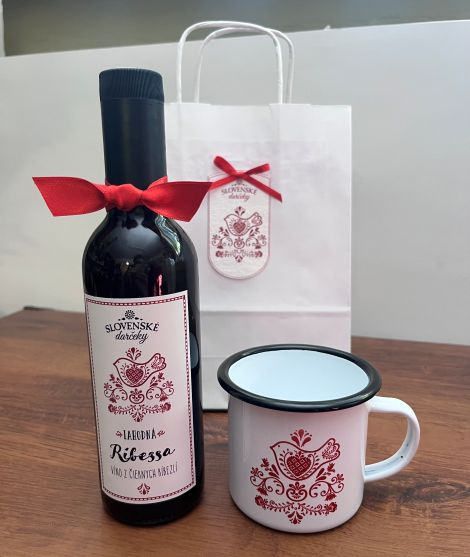 SLOVENSKÉ
darčeky
LAHODNÁ
Ribessa
VÍNO Z ČIERNYCH RÍBEZLÍ
SLOVENSKÉ
darčeky